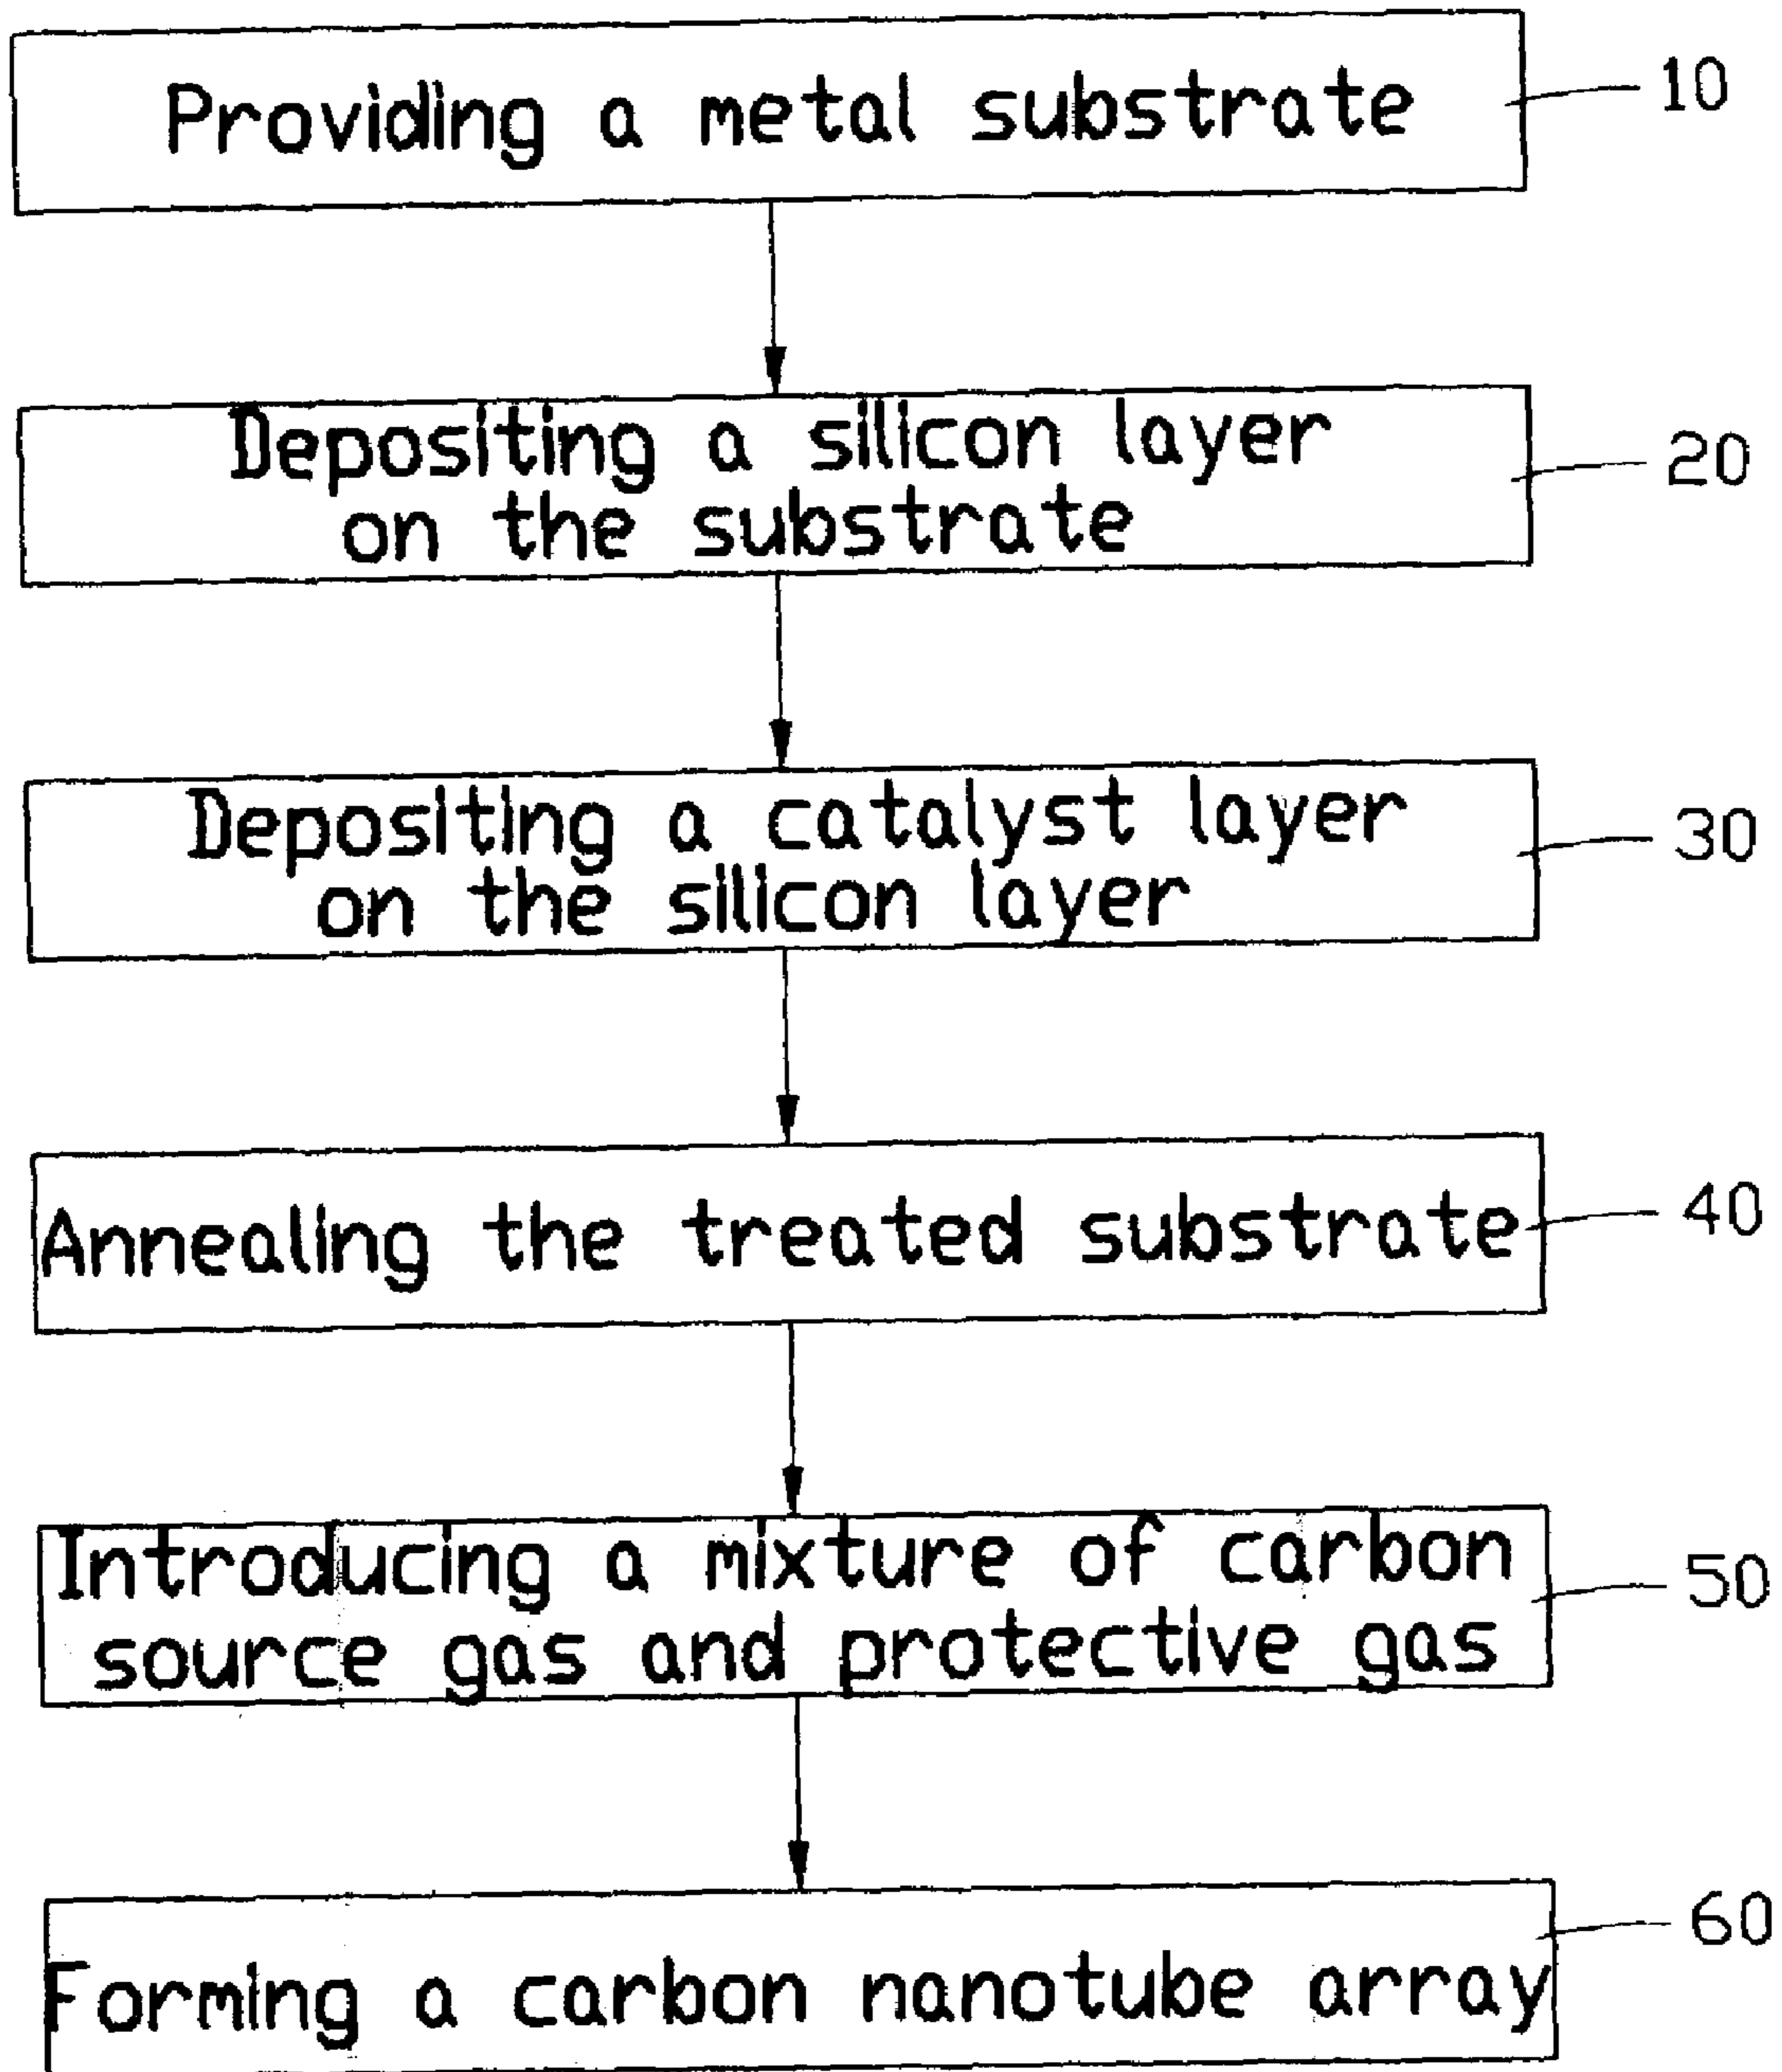 Providing a metal substrate
10
Depositing a silicon layer
on the substrate
20
Depositing a catalyst layer
on the silicon layer
30
Annealing the treated substrate
40
Introducing a mixture of carbon
source gas and protective gas
50
Forming a carbon nanotube array
60